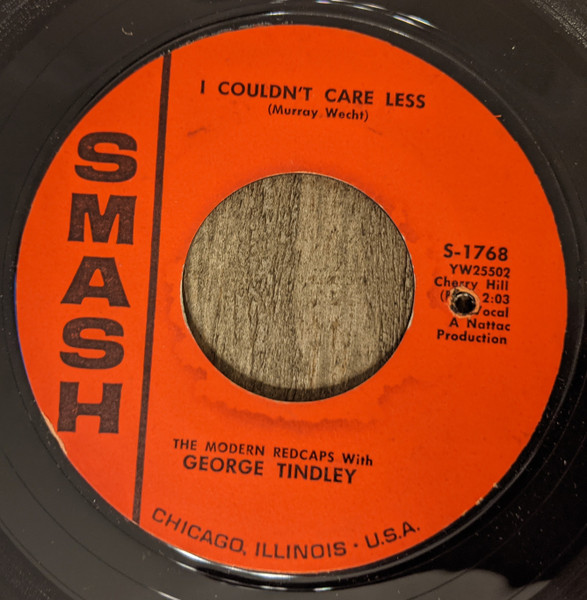 I COULDN'T CARE LESS
(Murray Wecht)
SMASH
S-1768
YW25502
Cherry Hill
2:03
Vocal
A Nattac
Production
THE MODERN REDCAPS With
GEORGE TINDLEY
CHICAGO, ILLINOIS · U.S.A.